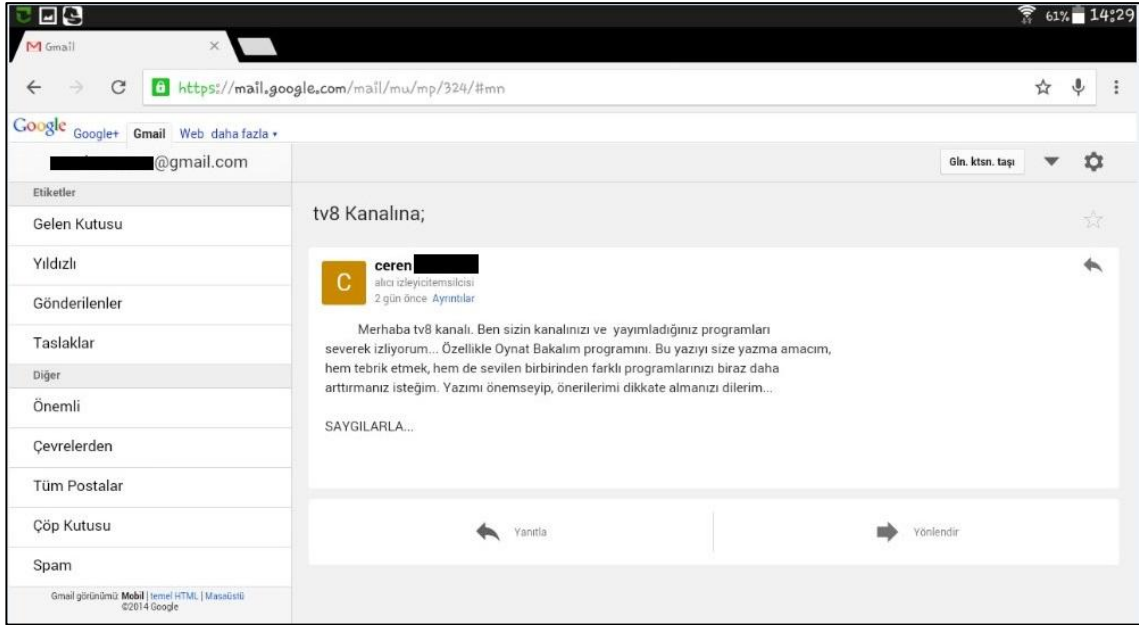 61% 14:29
Gmail
https://mail.google.com/mail/mu/mp/324/#mn
Google Google+ Gmail Web daha fazla
@gmail.com
Gln. ktsn. taşı
Etiketler
Gelen Kutusu
Yıldızlı
Gönderilenler
Taslaklar
Diğer
Önemli
Çevrelerden
Tüm Postalar
Çöp Kutusu
Spam
Gmail görünümü: Mobil | temel HTML | Masaüstü
©2014 Google
tv8 Kanalına;
C
ceren
alıcı izleyicitemsilcisi
2 gün önce Ayrıntılar
Merhaba tv8 kanalı. Ben sizin kanalınızı ve yayımladığınız programları
severek izliyorum... Özellikle Oynat Bakalım programını. Bu yazıyı size yazma amacım,
hem tebrik etmek, hem de sevilen birbirinden farklı programlarınızı biraz daha
arttırmanız isteğim. Yazımı önemseyip, önerilerimi dikkate almanızı dilerim...
SAYGILARLA...
Yanıtla
Yönlendir